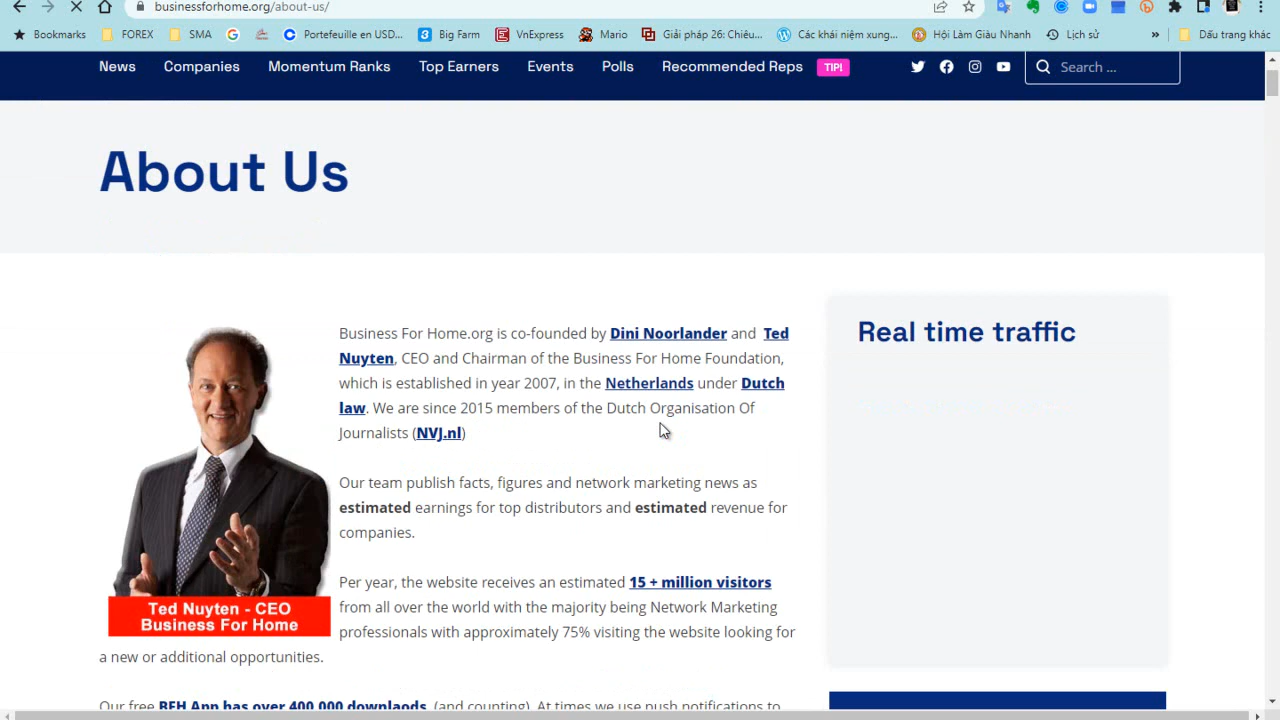 businessforhome.org/about-us/
Bookmarks FOREX SMA Portefeuille en USD... Big Farm VnExpress Mario Giải pháp 26: Chiêu... Các khái niệm xung... Hội Làm Giàu Nhanh Lịch sử » Dấu trang khác
News Companies Momentum Ranks Top Earners Events Polls Recommended Reps TIP! Search ...
About Us
Business For Home.org is co-founded by Dini Noorlander and Ted
Nuyten, CEO and Chairman of the Business For Home Foundation,
which is established in year 2007, in the Netherlands under Dutch
law. We are since 2015 members of the Dutch Organisation Of
Journalists (NVJ.nl)
Our team publish facts, figures and network marketing news as
estimated earnings for top distributors and estimated revenue for
companies.
Per year, the website receives an estimated 15 + million visitors
from all over the world with the majority being Network Marketing
professionals with approximately 75% visiting the website looking for
a new or additional opportunities.
Our free BFH App has over 400,000 downlaods, (and counting). At times we use push notifications to
Ted Nuyten - CEO
Business For Home
Real time traffic